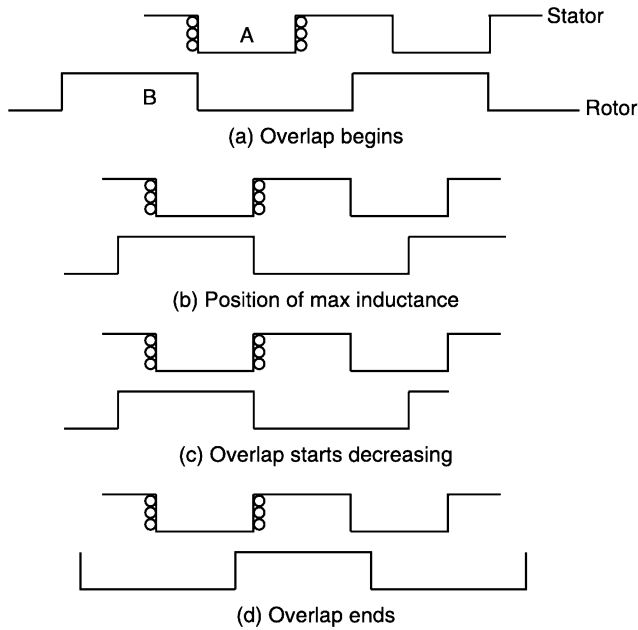 Stator
A
B
Rotor
(a) Overlap begins
(b) Position of max inductance
(c) Overlap starts decreasing
(d) Overlap ends